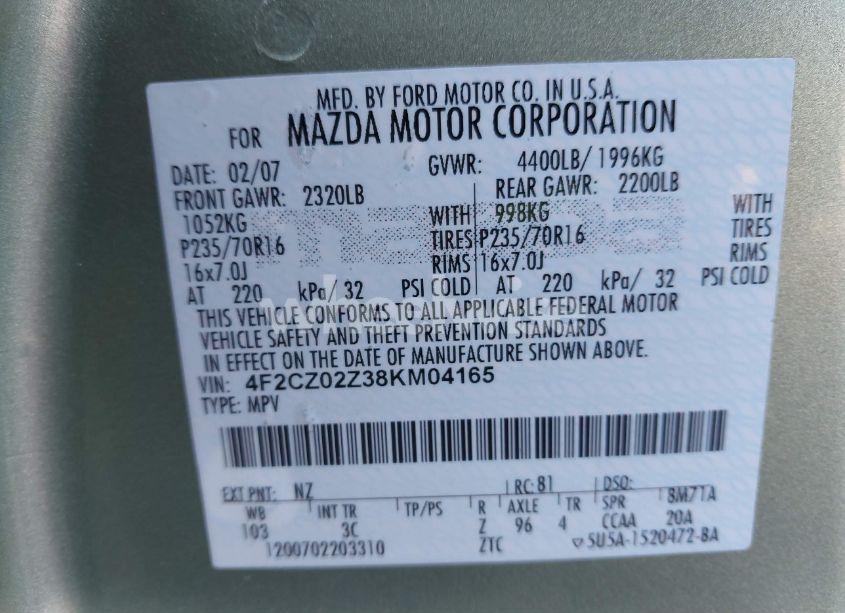 MFD. BY FORD MOTOR CO. IN U.S.A.
FOR MAZDA MOTOR CORPORATION
DATE: 02/07 GVWR: 4400LB/ 1996KG
FRONT GAWR: 2320LB REAR GAWR: 2200LB
1052KG WITH 998KG WITH
P235/70R16 TIRES P235/70R16 TIRES
16x7.0J RIMS 16x7.0J RIMS
AT 220 kPa/ 32 PSI COLD AT 220 kPa/ 32 PSI COLD
THIS VEHICLE CONFORMS TO ALL APPLICABLE FEDERAL MOTOR
VEHICLE SAFETY AND THEFT PREVENTION STANDARDS
IN EFFECT ON THE DATE OF MANUFACTURE SHOWN ABOVE.
VIN: 4F2CZ02Z38KM04165
TYPE: MPV
EXT PNT: NZ RC: 81 DSO:
WB INT TR TP/PS R AXLE TR SPR 8M7TA
103 3C Z 96 4 CCAA 20A
1200702203310 ZTC 5U5A-1520472-BA